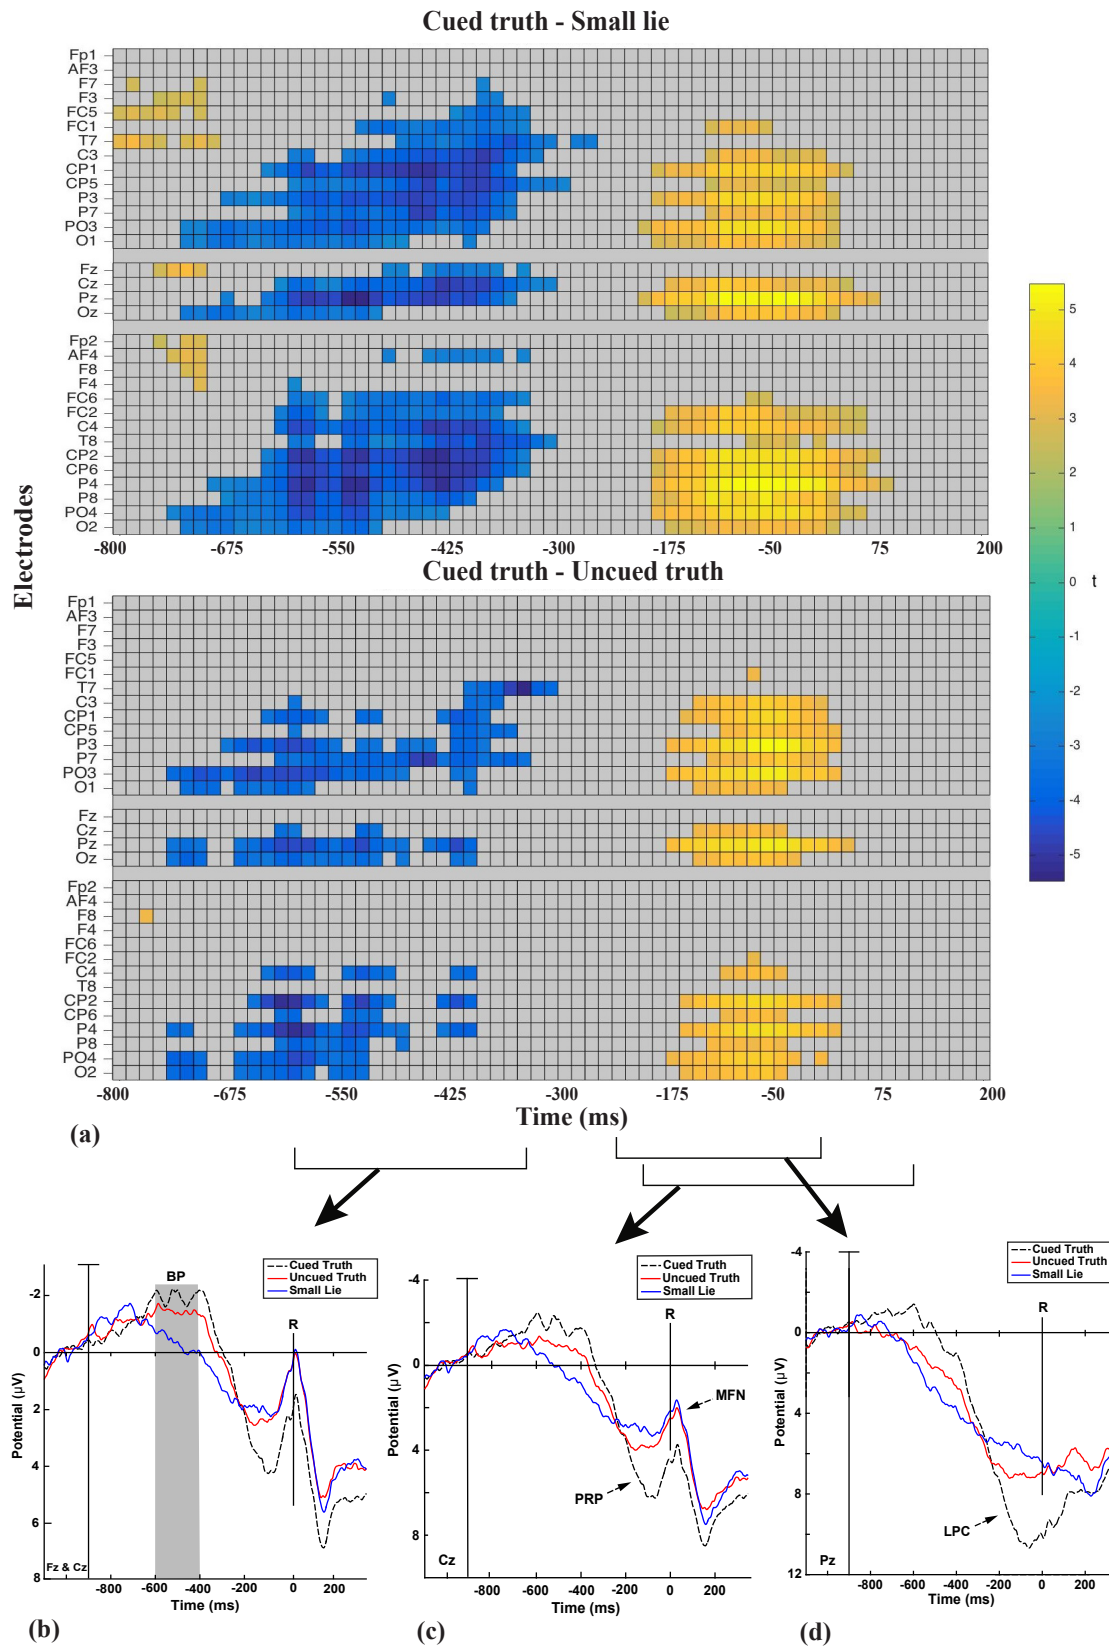 Cued truth - Small lie
Fp1
AF3
F7
F3
FC5
FC1
T7
C3
CP1
CP5
P3
P7
PO3
O1
Fz
Cz
Pz
Oz
Fp2
AF4
F8
F4
FC6
FC2
C4
T8
CP2
CP6
P4
P8
PO4
O2
-800 -675 -550 -425 -300 -175 -50 75 200
Electrodes
5
4
3
2
1
0 t
-1
-2
-3
-4
-5
Cued truth - Uncued truth
Fp1
AF3
F7
F3
FC5
FC1
T7
C3
CP1
CP5
P3
P7
PO3
O1
Fz
Cz
Pz
Oz
Fp2
AF4
F8
F4
FC6
FC2
C4
T8
CP2
CP6
P4
P8
PO4
O2
-800 -675 -550 -425 -300 -175 -50 75 200
Time (ms)
(a)
Cued Truth
Uncued Truth
Small Lie
BP
R
-2
0
2
4
6
8
Potential (µV)
Fz & Cz
-800 -600 -400 -200 0 200
Time (ms)
(b)
Cued Truth
Uncued Truth
Small Lie
R
MFN
PRP
-4
0
4
8
Potential (µV)
Cz
-800 -600 -400 -200 0 200
Time (ms)
(c)
Cued Truth
Uncued Truth
Small Lie
R
LPC
-4
0
4
8
12
Potential (µV)
Pz
-800 -600 -400 -200 0 200
Time (ms)
(d)